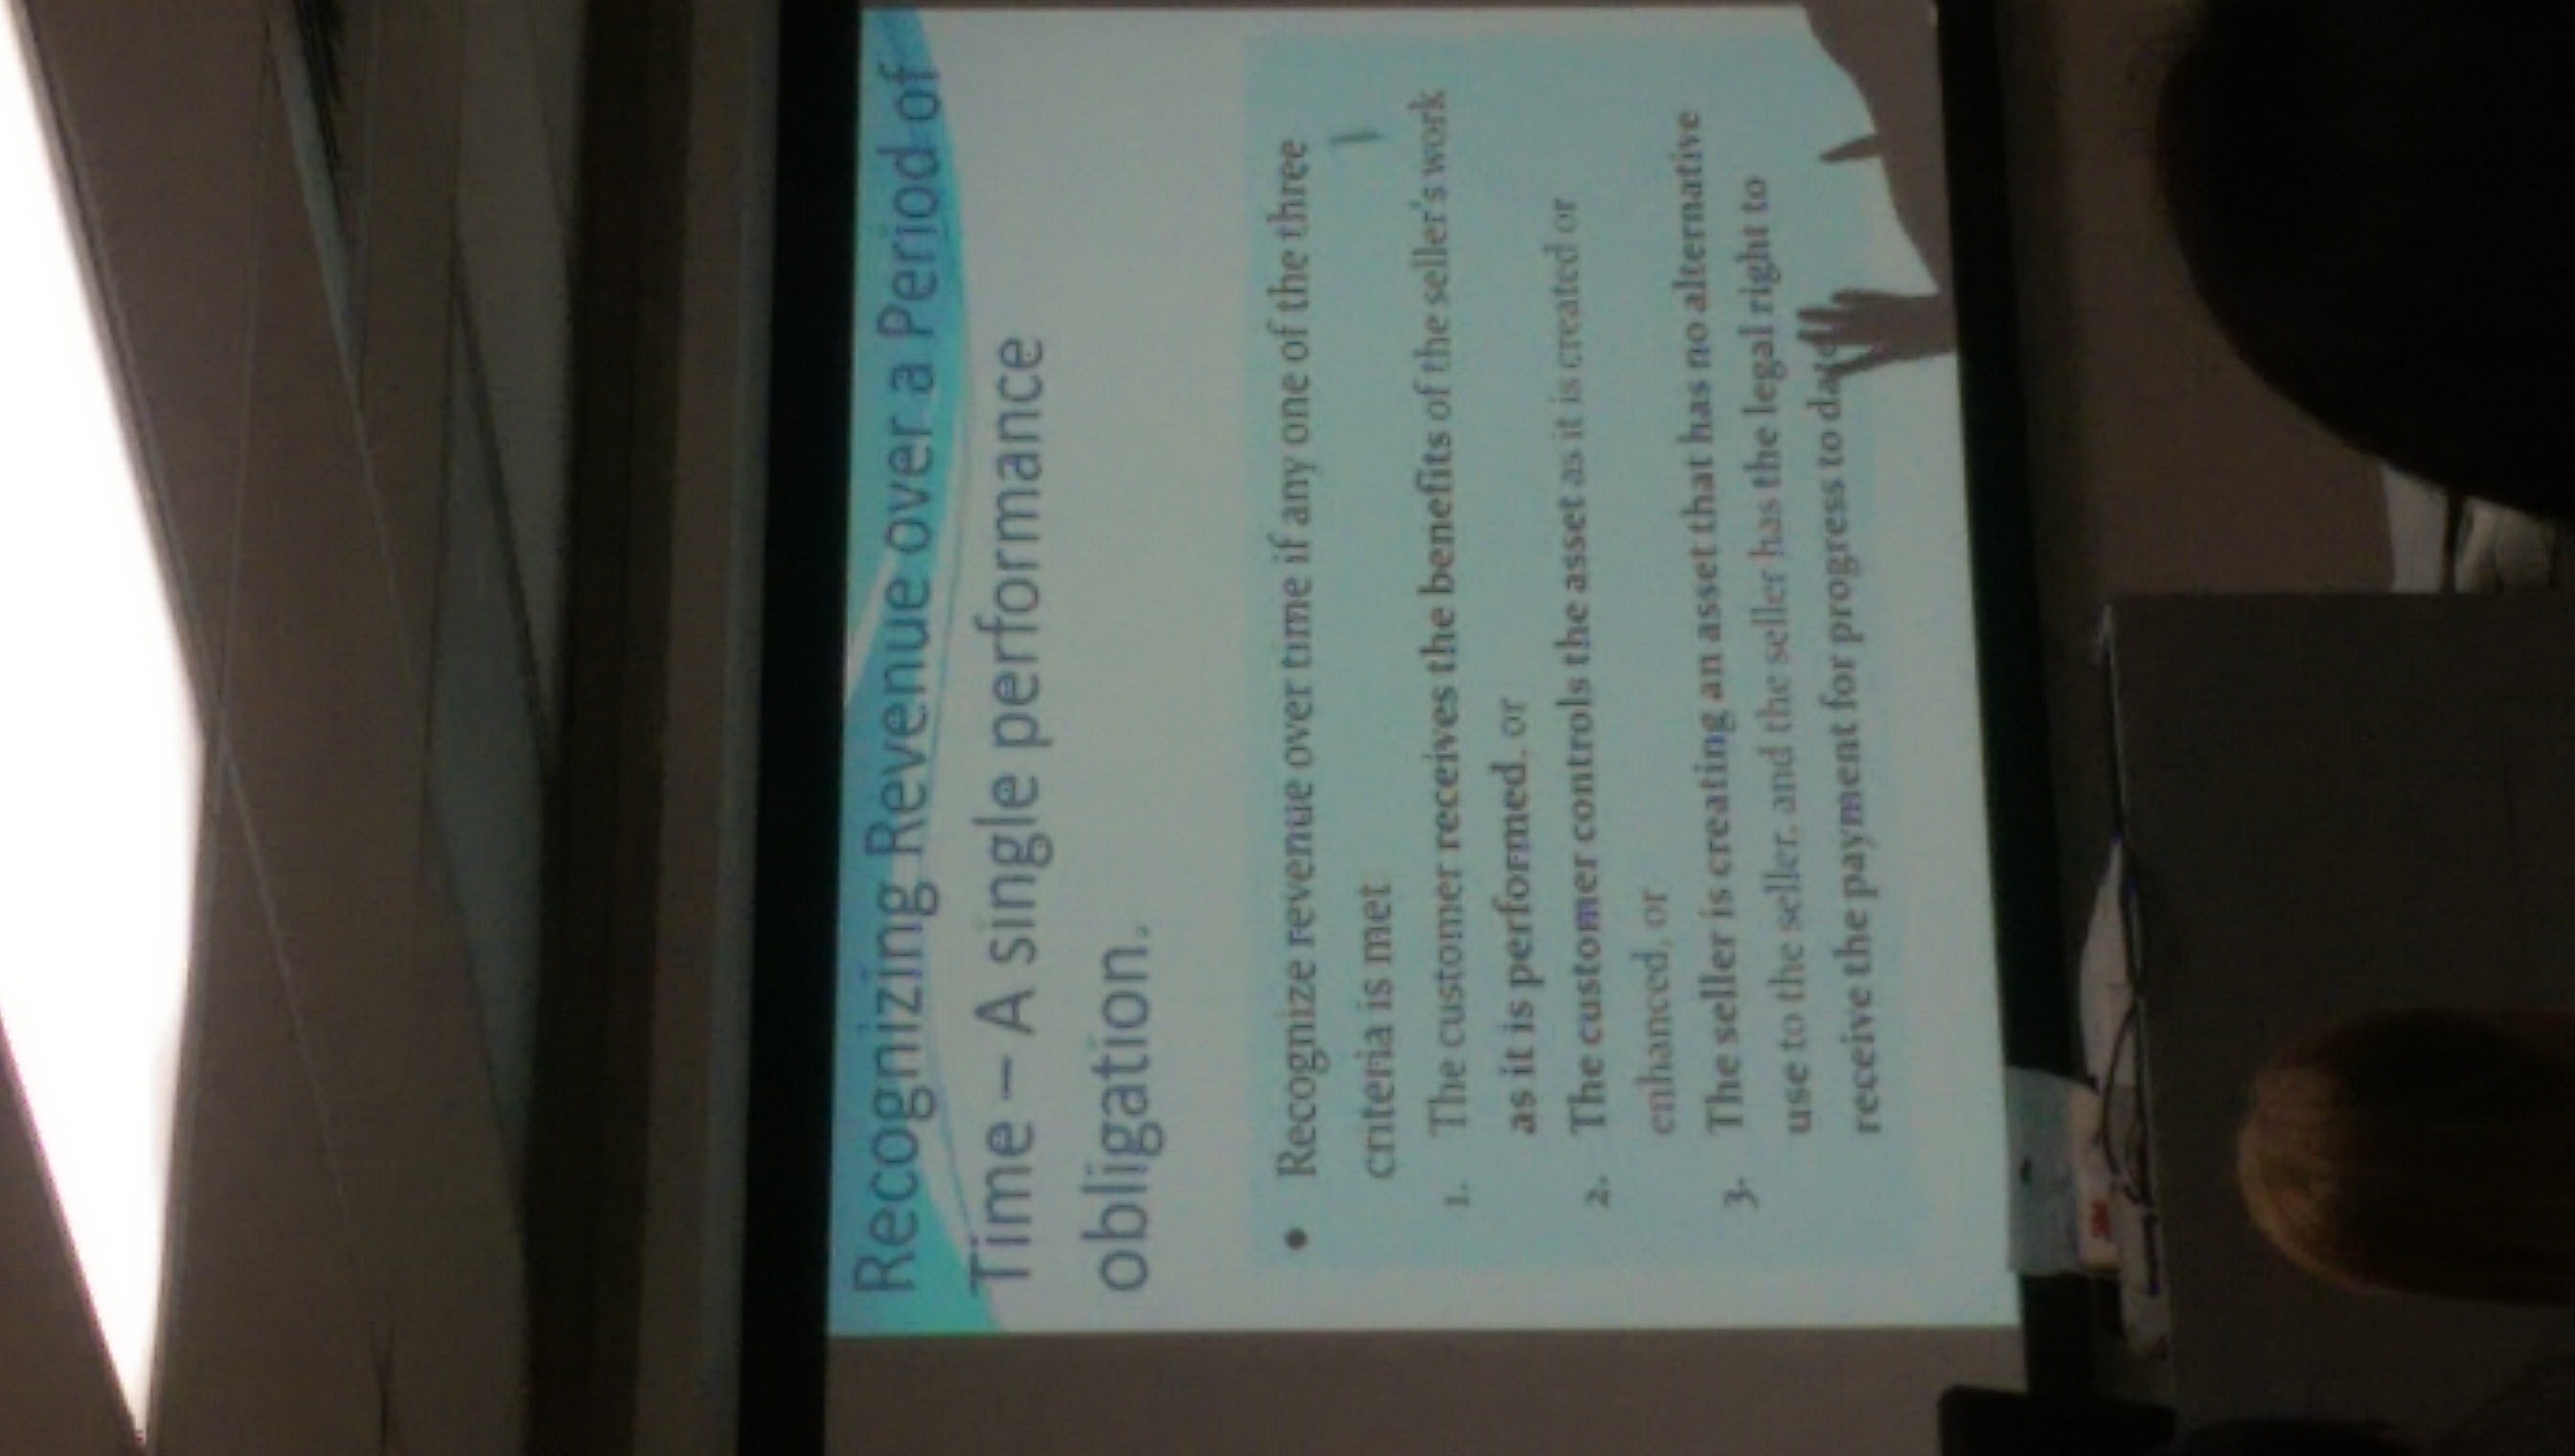 Recognizing Revenue over a Period of
Time – A single performance
obligation.
• Recognize revenue over time if any one of the three
criteria is met
1. The customer receives the benefits of the seller's work
as it is performed, or
2. The customer controls the asset as it is created or
enhanced, or
3. The seller is creating an asset that has no alternative
use to the seller, and the seller has the legal right to
receive the payment for progress to date
3M